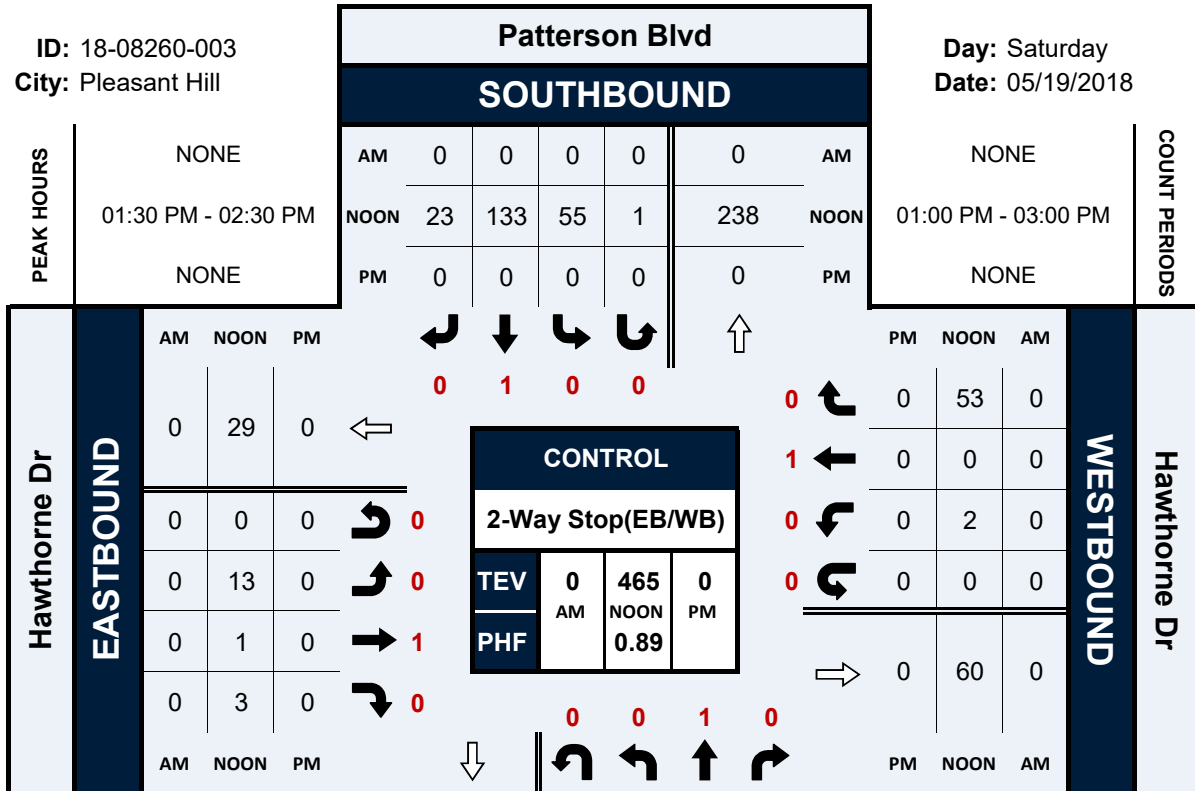 ID: 18-08260-003
City: Pleasant Hill
Patterson Blvd
SOUTHBOUND
Day: Saturday
Date: 05/19/2018
PEAK HOURS
NONE
01:30 PM - 02:30 PM
NONE
AM 0 0 0 0 0 AM
NOON 23 133 55 1 238 NOON
PM 0 0 0 0 0 PM
NONE
01:00 PM - 03:00 PM
NONE
COUNT PERIODS
0 1 0 0
Hawthorne Dr
EASTBOUND
AM NOON PM
0 29 0
0 0 0 0
0 13 0 0
0 1 0 1
0 3 0 0
AM NOON PM
CONTROL
2-Way Stop(EB/WB)
TEV 0 465 0
AM NOON PM
PHF 0.89
PM NOON AM
0 0 53 0
1 0 0 0
0 0 2 0
0 0 0 0
0 60 0
PM NOON AM
WESTBOUND
Hawthorne Dr
0 0 1 0